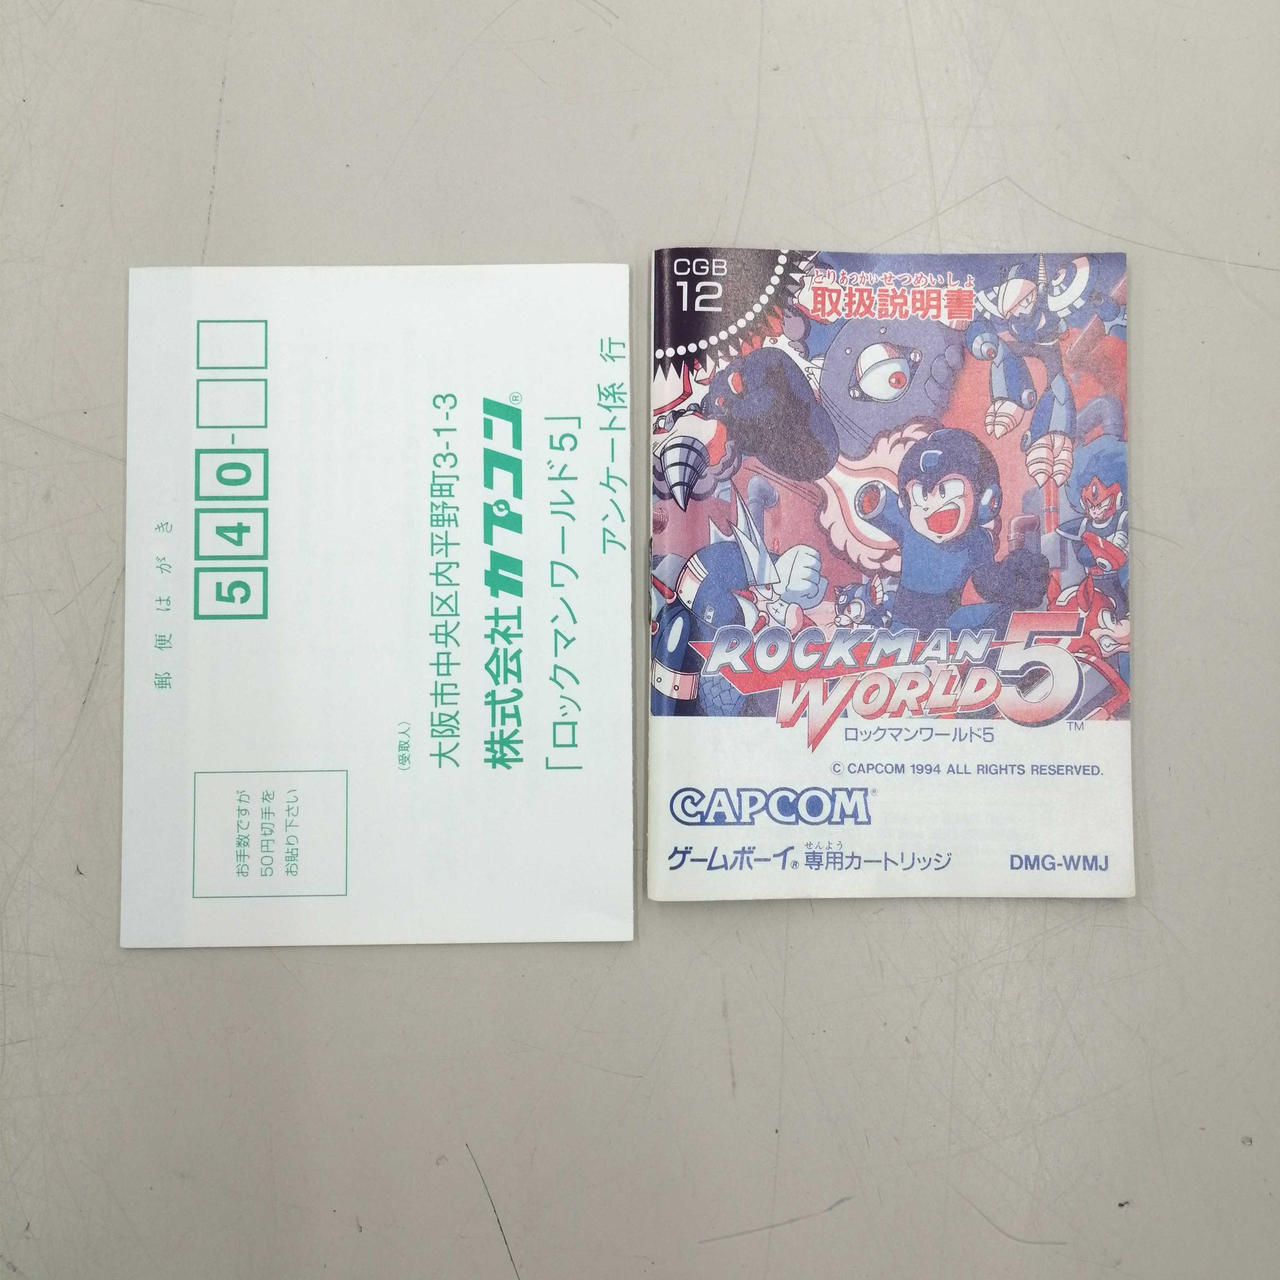 郵便はがき
540-
お手数ですが
50円切手を
お貼り下さい
(受取人)
大阪市中央区内平野町3-1-3
株式会社カプコン®
「ロックマンワールド5」
アンケート係 行
CGB
12
とりあつかいせつめいしょ
取扱説明書
ROCKMAN
WORLD 5
TM
ロックマンワールド5
© CAPCOM 1994 ALL RIGHTS RESERVED.
CAPCOM®
せんよう
ゲームボーイ® 専用カートリッジ
DMG-WMJ